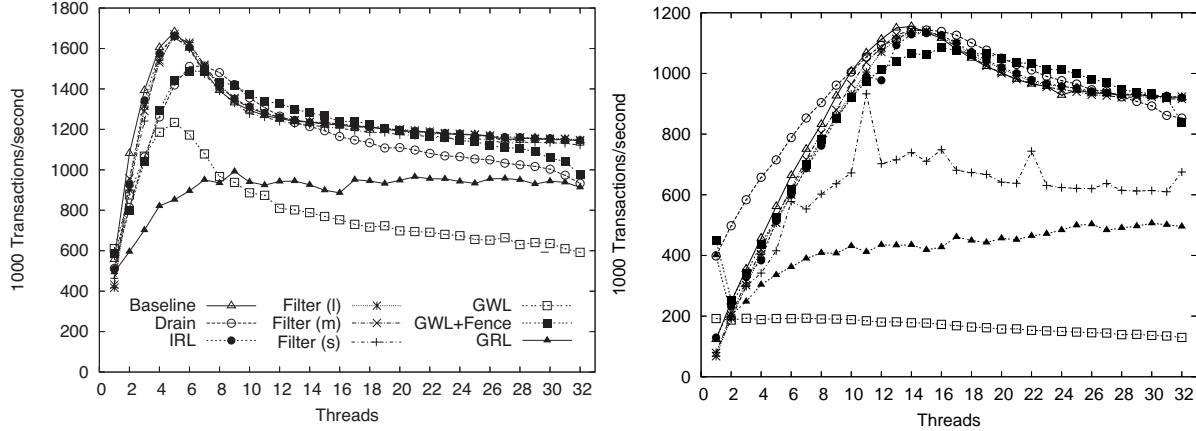 1000 Transactions/second
1800
1600
1400
1200
1000
800
600
400
200
0
Baseline
Drain
IRL
Filter (l)
Filter (m)
Filter (s)
GWL
GWL+Fence
GRL
0 2 4 6 8 10 12 14 16 18 20 22 24 26 28 30 32
Threads
1000 Transactions/second
1200
1000
800
600
400
200
0
0 2 4 6 8 10 12 14 16 18 20 22 24 26 28 30 32
Threads